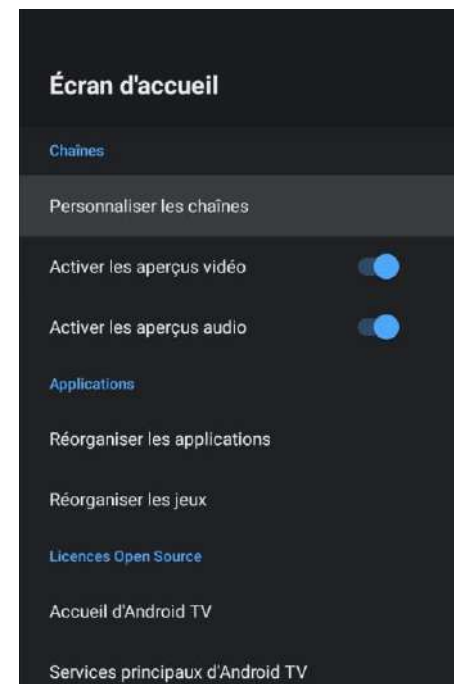 Écran d'accueil
Chaînes
Personnaliser les chaînes
Activer les aperçus vidéo
Activer les aperçus audio
Applications
Réorganiser les applications
Réorganiser les jeux
Licences Open Source
Accueil d'Android TV
Services principaux d'Android TV